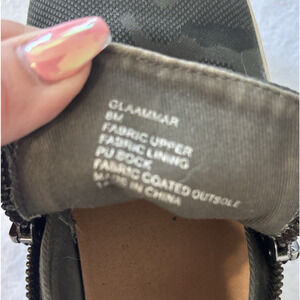 GLAAMMAR
8M
FABRIC UPPER
FABRIC LINING
PU SOCK
FABRIC COATED OUTSOLE
MADE IN CHINA